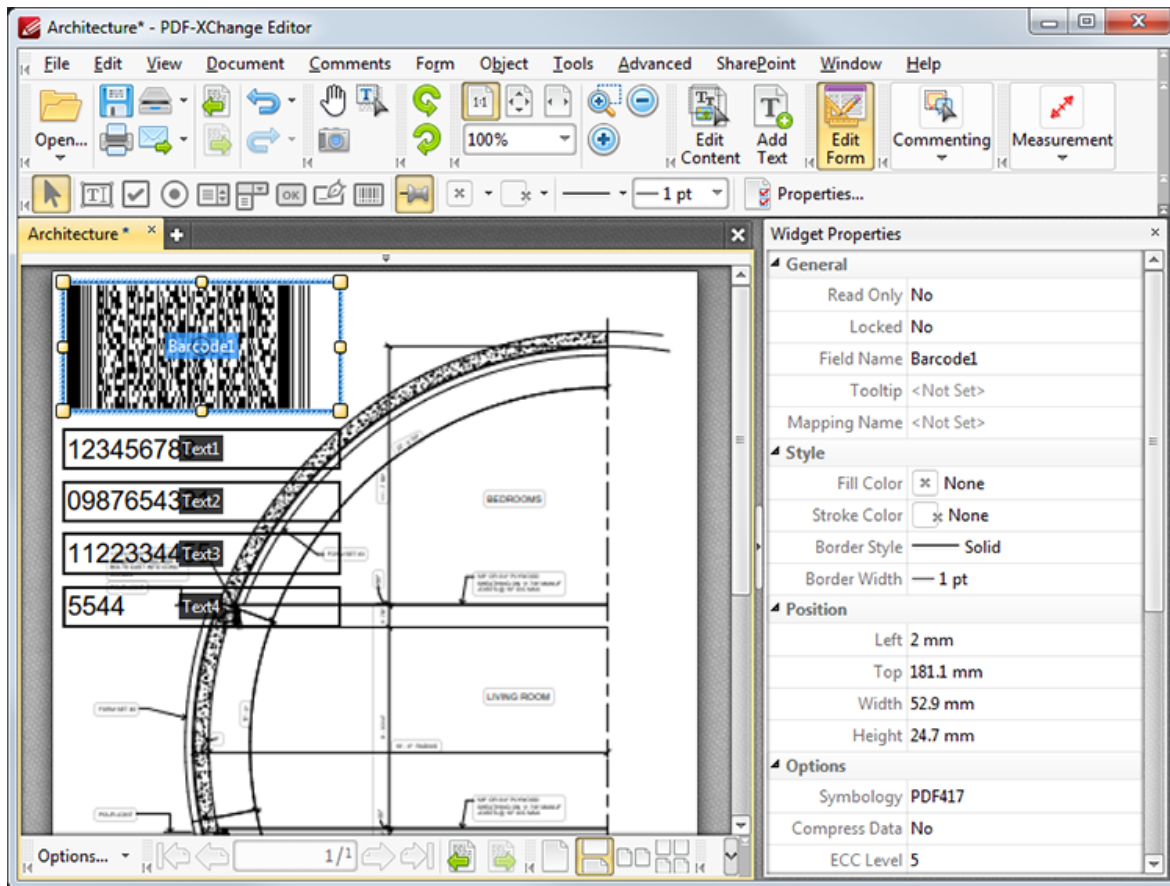 Architecture* - PDF-XChange Editor
File Edit View Document Comments Form Object Tools Advanced SharePoint Window Help
Open...
1:1
100%
Edit Content
Add Text
Edit Form
Commenting
Measurement
OK
1 pt
Properties...
Architecture *
Widget Properties
General
Read Only No
Locked No
Field Name Barcode1
Tooltip <Not Set>
Mapping Name <Not Set>
Style
Fill Color None
Stroke Color None
Border Style Solid
Border Width 1 pt
Position
Left 2 mm
Top 181.1 mm
Width 52.9 mm
Height 24.7 mm
Options
Symbology PDF417
Compress Data No
ECC Level 5
Barcode1
Text1
Text2
Text3
5544 Text4
BEDROOMS
LIVING ROOM
Options...
1/1